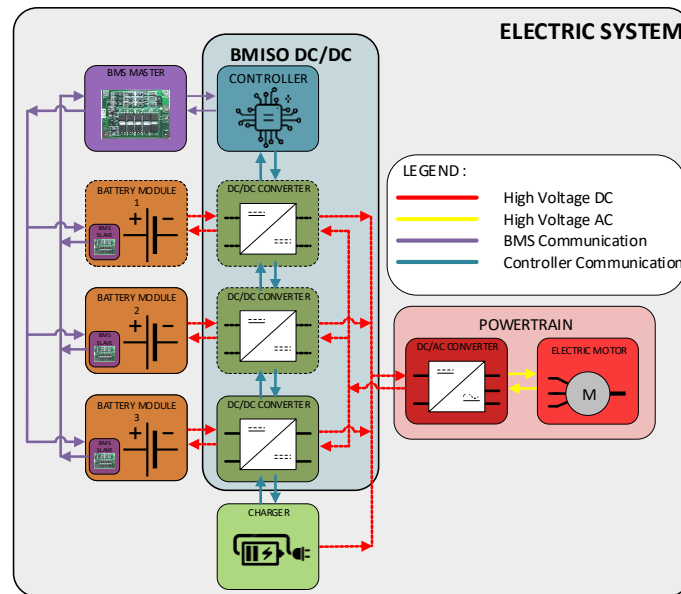 ELECTRIC SYSTEM
BMISO DC/DC
BMS MASTER
CONTROLLER
LEGEND :
High Voltage DC
High Voltage AC
BMS Communication
Controller Communication
BATTERY MODULE
1
BMS
SLAVE
DC/DC CONVERTER
BATTERY MODULE
2
BMS
SLAVE
DC/DC CONVERTER
BATTERY MODULE
3
BMS
SLAVE
DC/DC CONVERTER
POWERTRAIN
DC/AC CONVERTER
ELECTRIC MOTOR
M
CHARGER